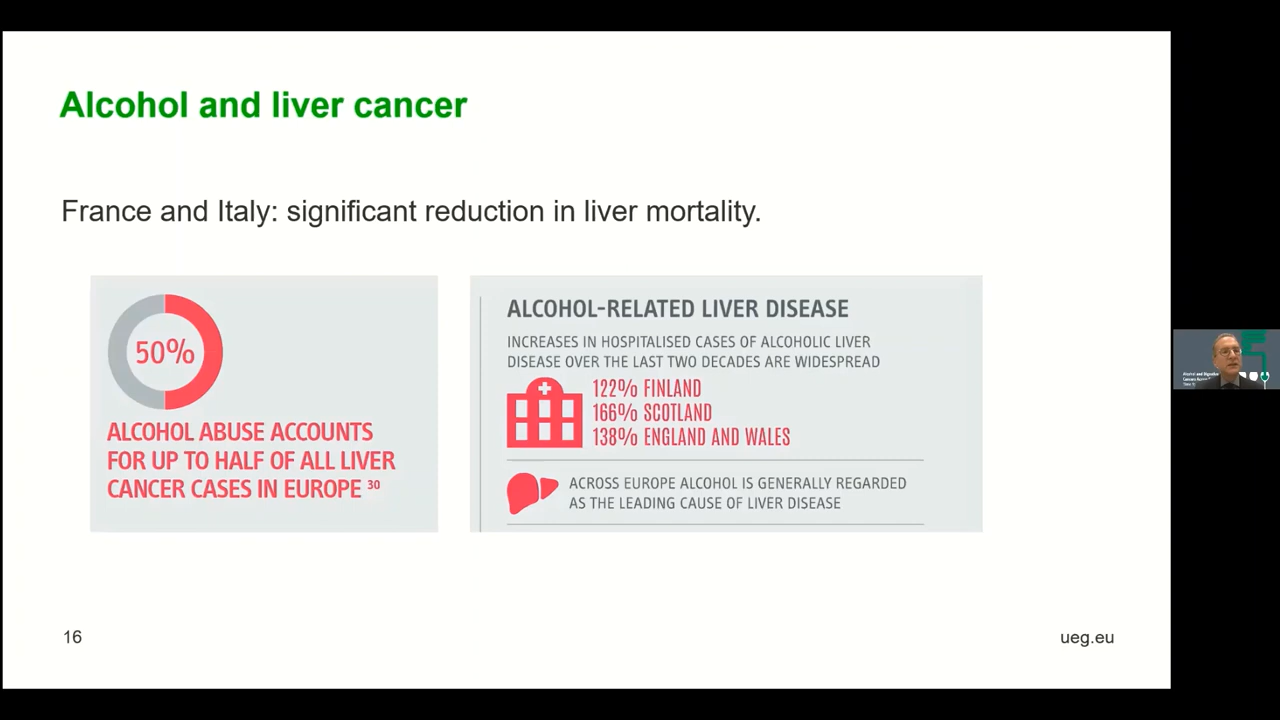 Alcohol and liver cancer
France and Italy: significant reduction in liver mortality.
50%
ALCOHOL ABUSE ACCOUNTS
FOR UP TO HALF OF ALL LIVER
CANCER CASES IN EUROPE 30
ALCOHOL-RELATED LIVER DISEASE
INCREASES IN HOSPITALISED CASES OF ALCOHOLIC LIVER
DISEASE OVER THE LAST TWO DECADES ARE WIDESPREAD
122% FINLAND
166% SCOTLAND
138% ENGLAND AND WALES
ACROSS EUROPE ALCOHOL IS GENERALLY REGARDED
AS THE LEADING CAUSE OF LIVER DISEASE
16
ueg.eu
Alcohol and Digestive